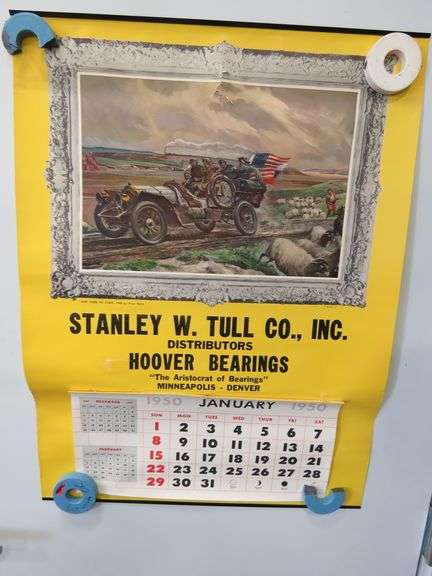 STANLEY W. TULL CO., INC.
DISTRIBUTORS
HOOVER BEARINGS
"The Aristocrat of Bearings"
MINNEAPOLIS - DENVER
1950 JANUARY 1950
SUN MON TUES WED THUR FRI SAT
1 2 3 4 5 6 7
8 9 10 11 12 13 14
15 16 17 18 19 20 21
22 23 24 25 26 27 28
29 30 31
DECEMBER
FEBRUARY